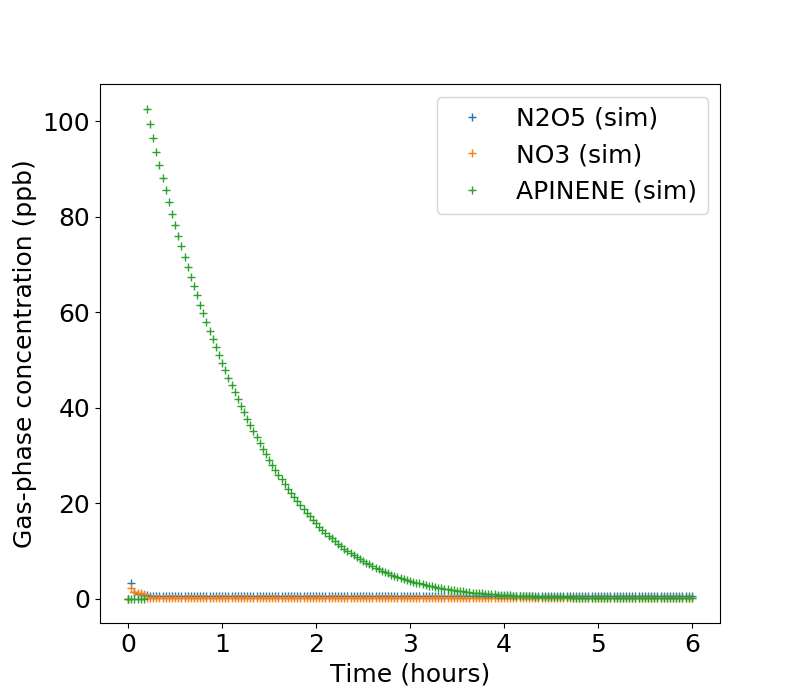 N2O5 (sim)
NO3 (sim)
APINENE (sim)
Gas-phase concentration (ppb)
100
80
60
40
20
0
0 1 2 3 4 5 6
Time (hours)